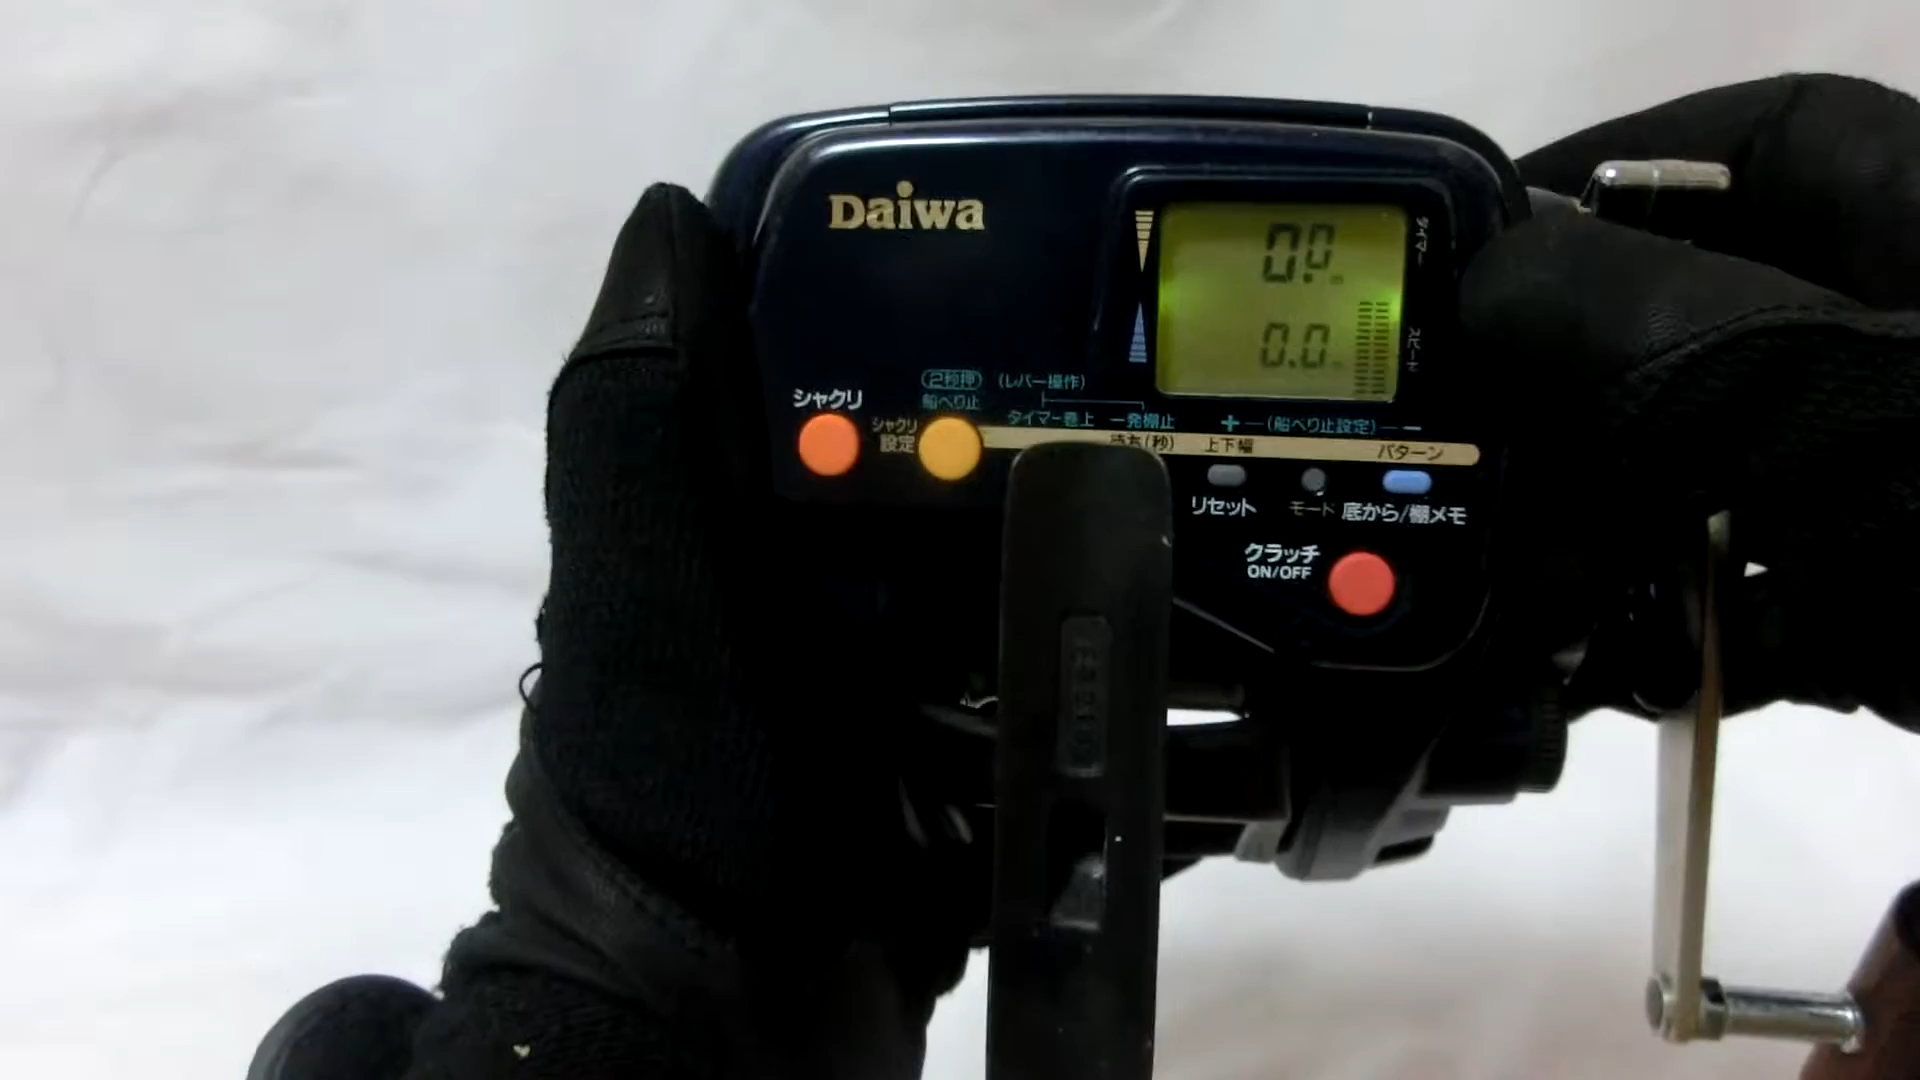 Daiwa
タイマー
0.0
スピード
0.0
2秒押 (レバー操作)
シャクリ
船べり止
タイマー巻上 一発棚止
+ (船べり設定) −
シャクリ設定
待ち(秒) 上下幅 パターン
リセット
モード
底から/棚メモ
クラッチ
ON/OFF